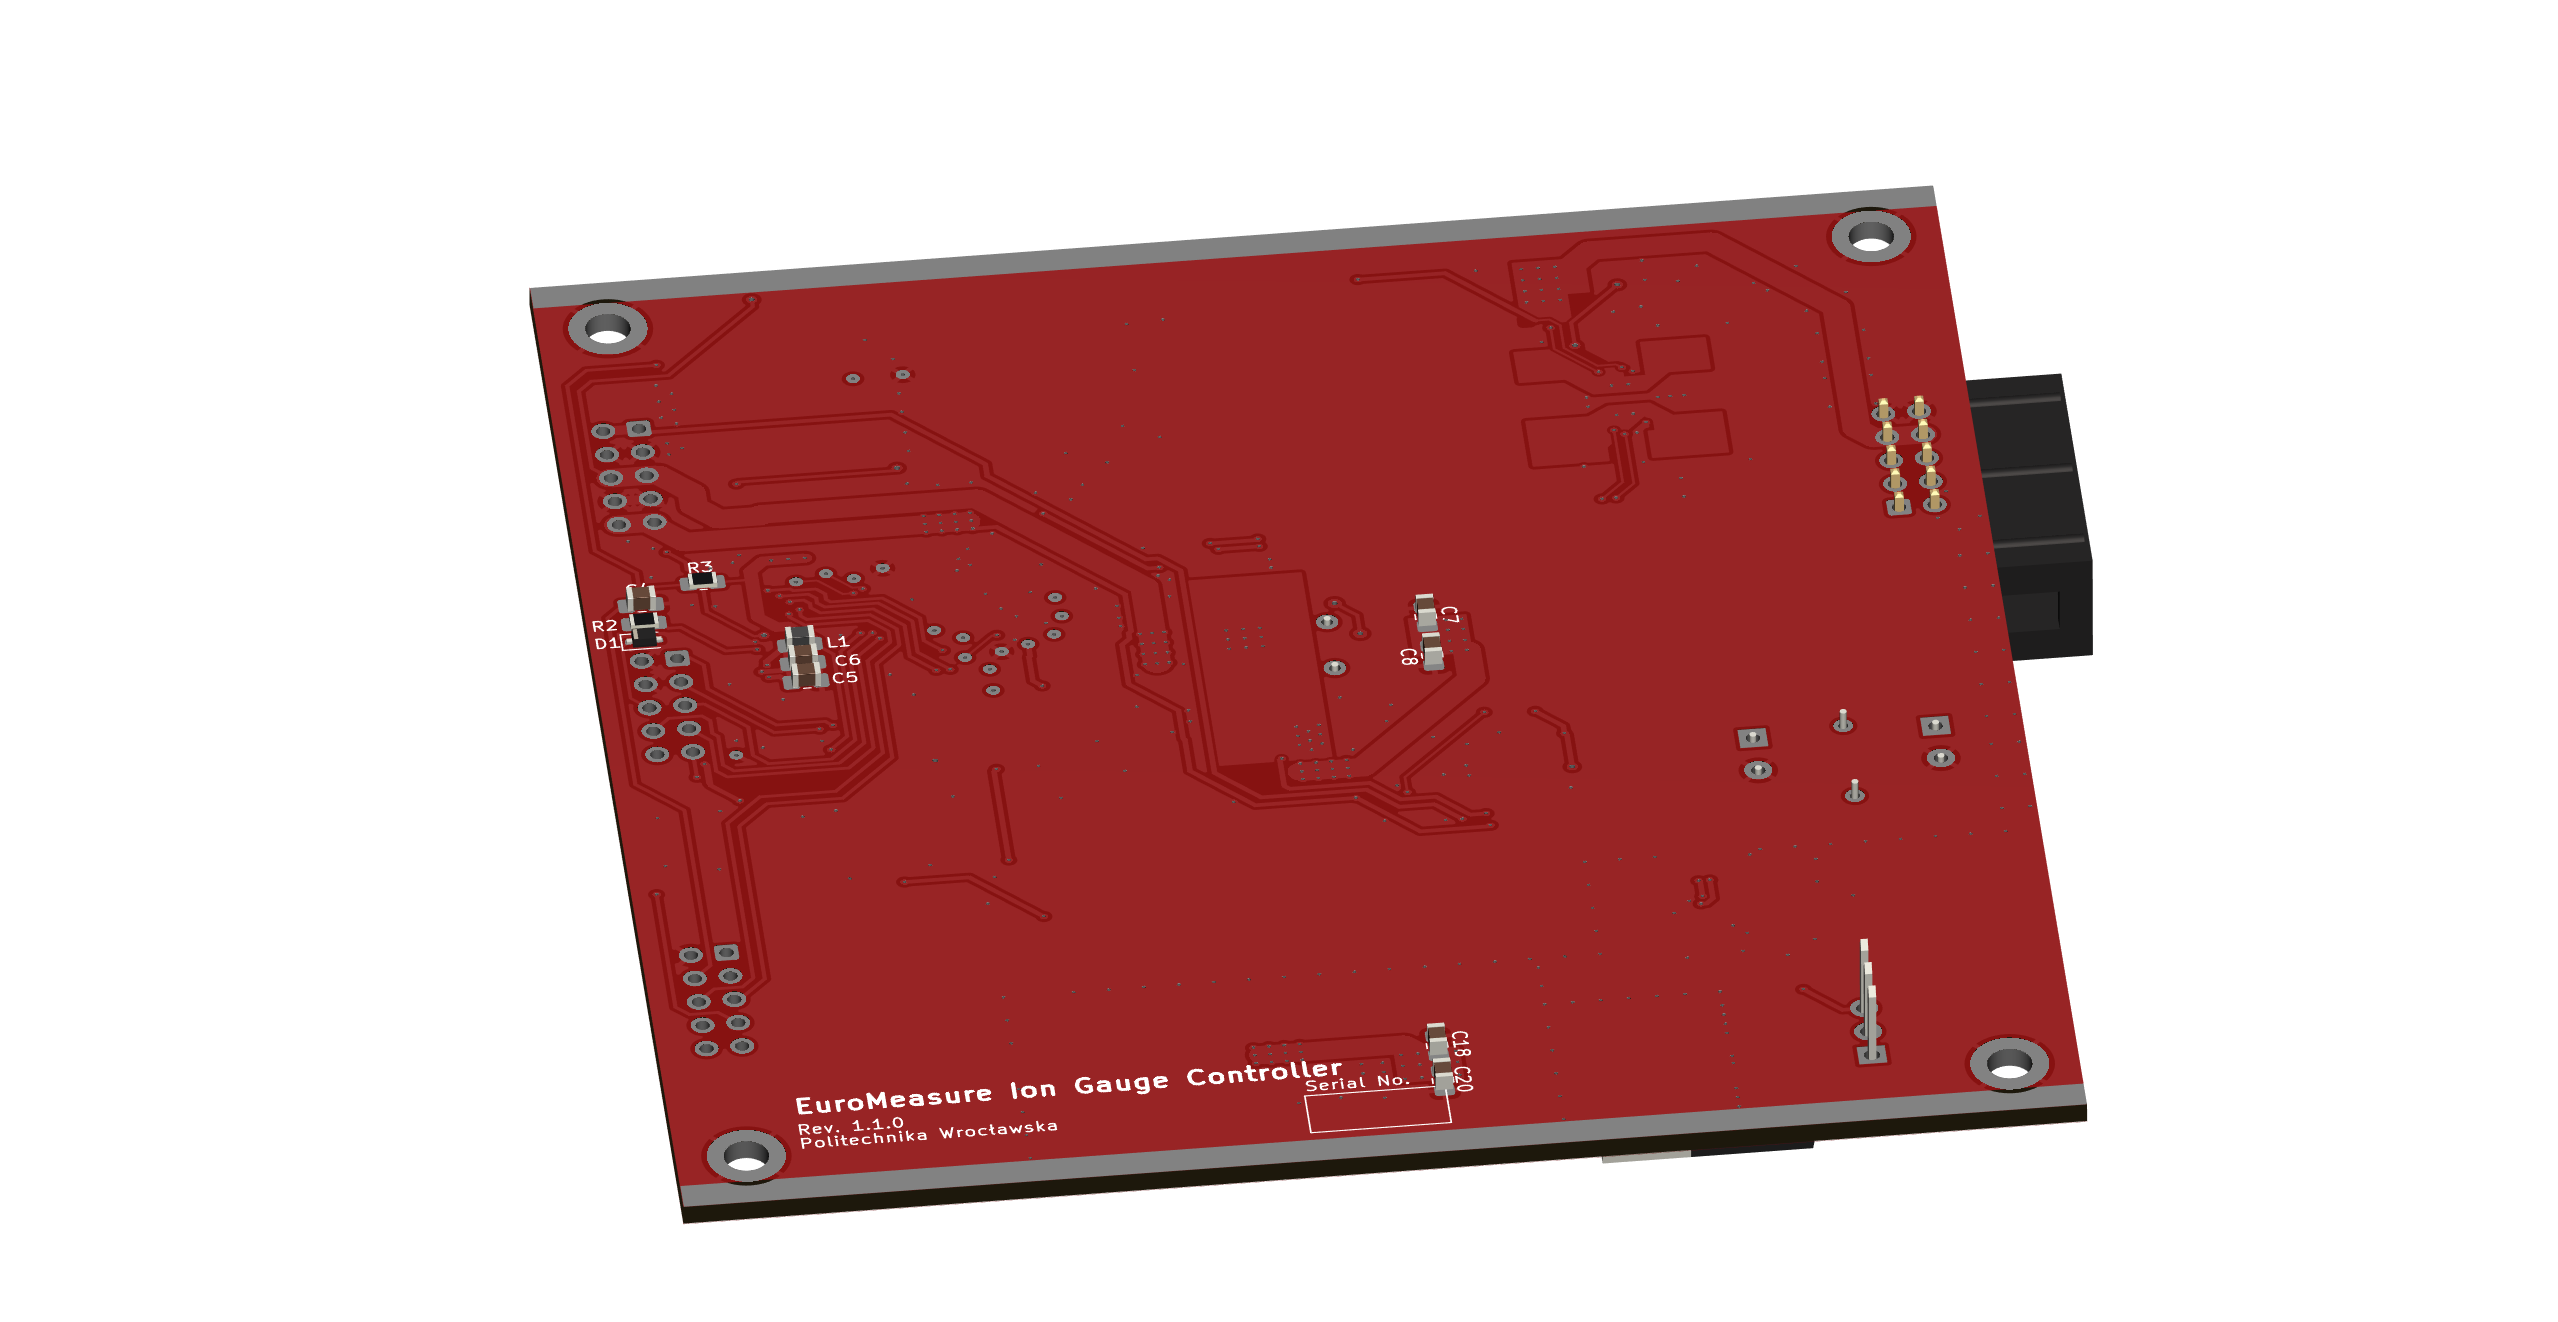 R3
R2
D1
L1
C6
C5
C7
C8
C18
C20
EuroMeasure Ion Gauge Controller
Serial No.
Rev. 1.1.0
Politechnika Wrocławska